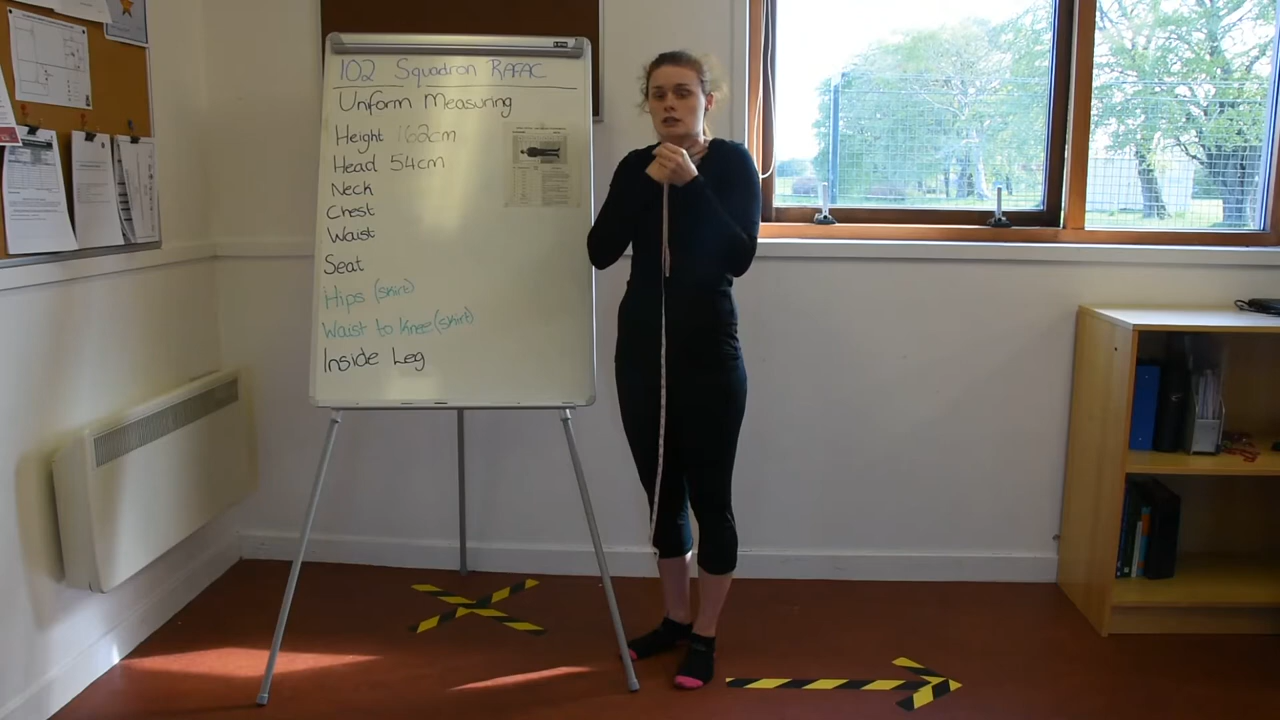 102 Squadron RAFAC
Uniform Measuring
Height 162cm
Head 54cm
Neck
Chest
Waist
Seat
Hips (skirt)
Waist to knee (skirt)
Inside Leg